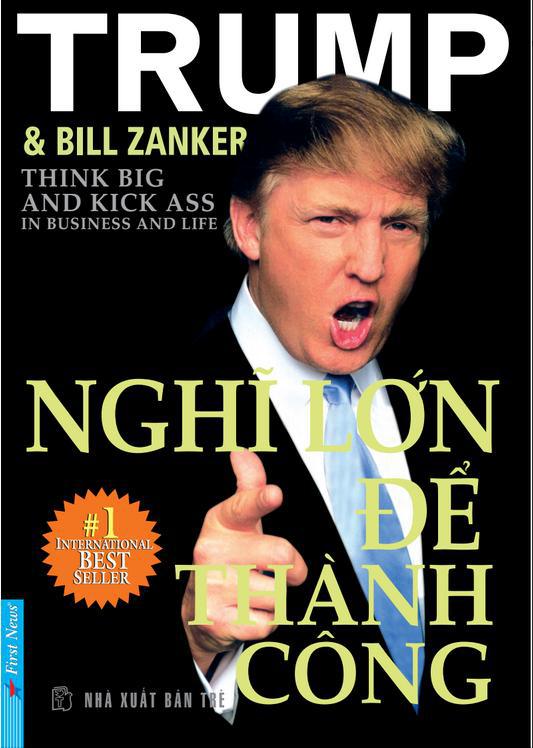 TRUMP
& BILL ZANKER
THINK BIG
AND KICK ASS
IN BUSINESS AND LIFE
NGHĨ LỚN
ĐỂ
THÀNH
CÔNG
#1
INTERNATIONAL
BEST
SELLER
First News®
NHÀ XUẤT BẢN TRẺ